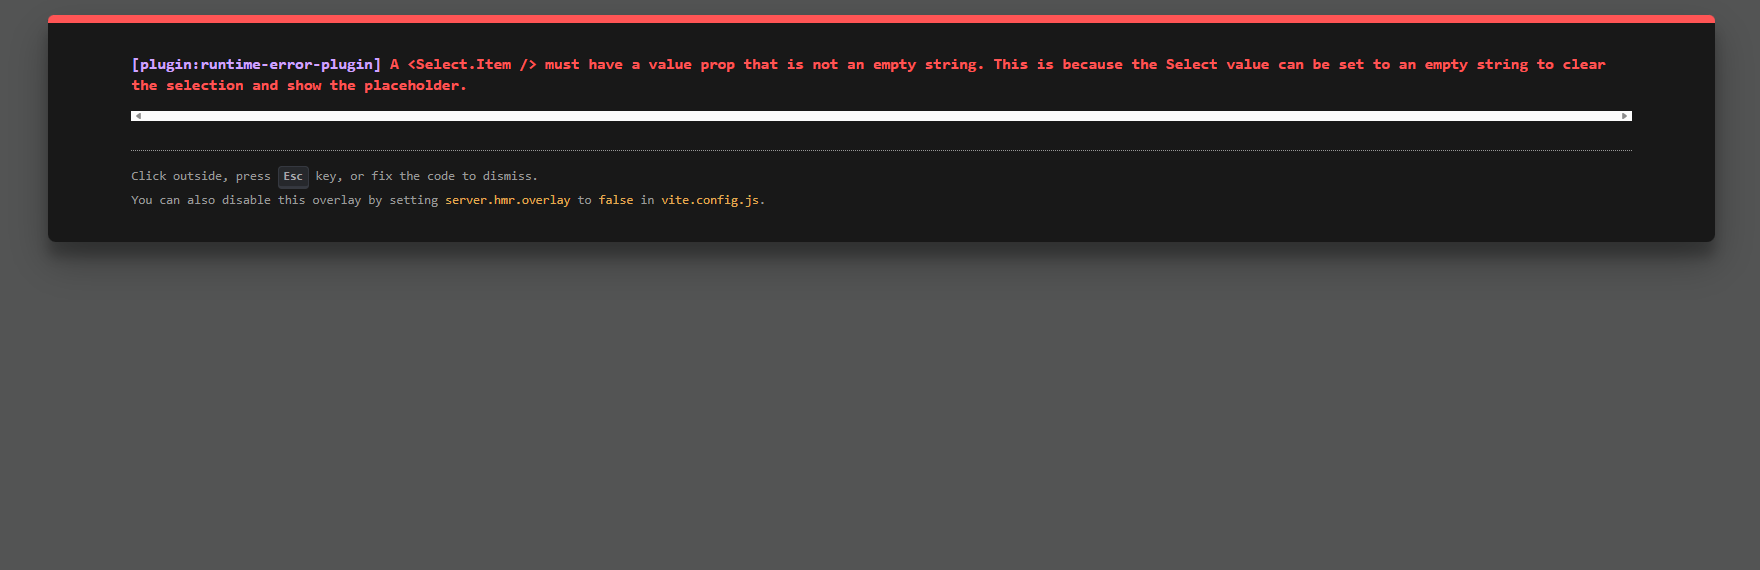 [plugin:runtime-error-plugin] A <Select.Item /> must have a value prop that is not an empty string. This is because the Select value can be set to an empty string to clear
the selection and show the placeholder.
Click outside, press Esc key, or fix the code to dismiss.
You can also disable this overlay by setting server.hmr.overlay to false in vite.config.js.